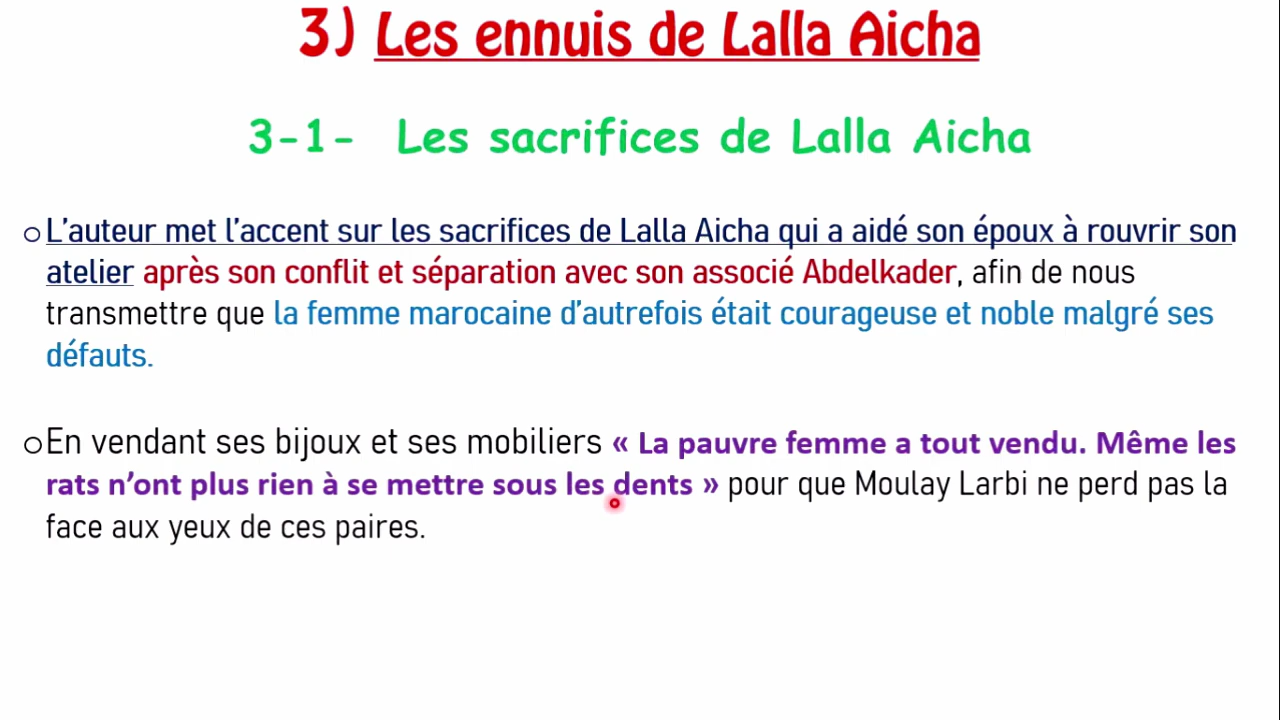 3) Les ennuis de Lalla Aicha
3-1- Les sacrifices de Lalla Aicha
o L’auteur met l’accent sur les sacrifices de Lalla Aicha qui a aidé son époux à rouvrir son
atelier après son conflit et séparation avec son associé Abdelkader, afin de nous
transmettre que la femme marocaine d’autrefois était courageuse et noble malgré ses
défauts.
o En vendant ses bijoux et ses mobiliers « La pauvre femme a tout vendu. Même les
rats n’ont plus rien à se mettre sous les dents » pour que Moulay Larbi ne perd pas la
face aux yeux de ces paires.